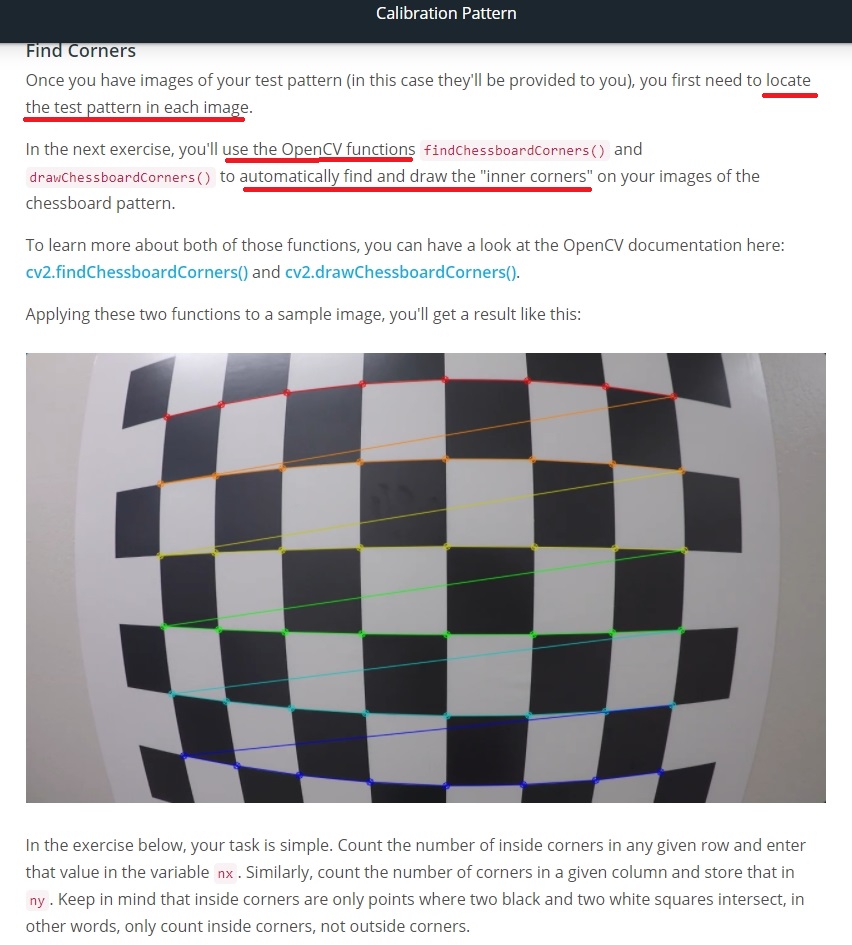 Calibration Pattern
Find Corners
Once you have images of your test pattern (in this case they'll be provided to you), you first need to locate
the test pattern in each image.
In the next exercise, you'll use the OpenCV functions findChessboardCorners() and
drawChessboardCorners() to automatically find and draw the "inner corners" on your images of the
chessboard pattern.
To learn more about both of those functions, you can have a look at the OpenCV documentation here:
cv2.findChessboardCorners() and cv2.drawChessboardCorners().
Applying these two functions to a sample image, you'll get a result like this:
In the exercise below, your task is simple. Count the number of inside corners in any given row and enter
that value in the variable nx . Similarly, count the number of corners in a given column and store that in
ny . Keep in mind that inside corners are only points where two black and two white squares intersect, in
other words, only count inside corners, not outside corners.